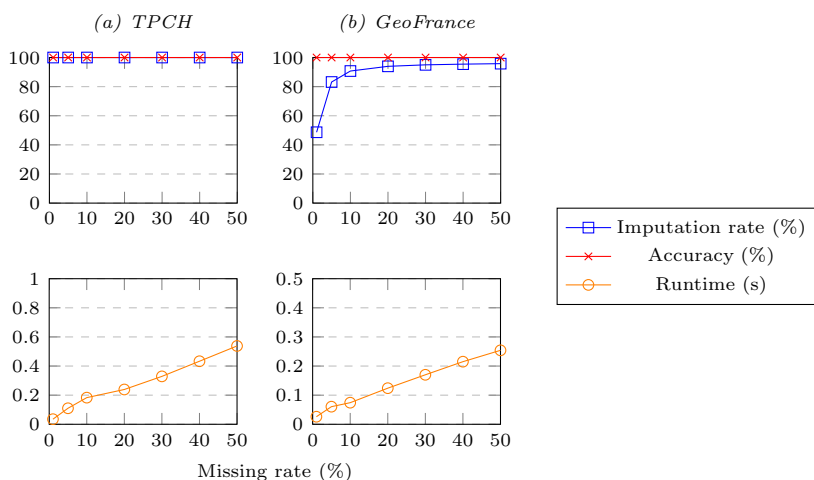 (a) TPCH
(b) GeoFrance
100
80
60
40
20
0
0 10 20 30 40 50
100
80
60
40
20
0
0 10 20 30 40 50
Imputation rate (%)
Accuracy (%)
Runtime (s)
1
0.8
0.6
0.4
0.2
0
0 10 20 30 40 50
0.5
0.4
0.3
0.2
0.1
0
0 10 20 30 40 50
Missing rate (%)